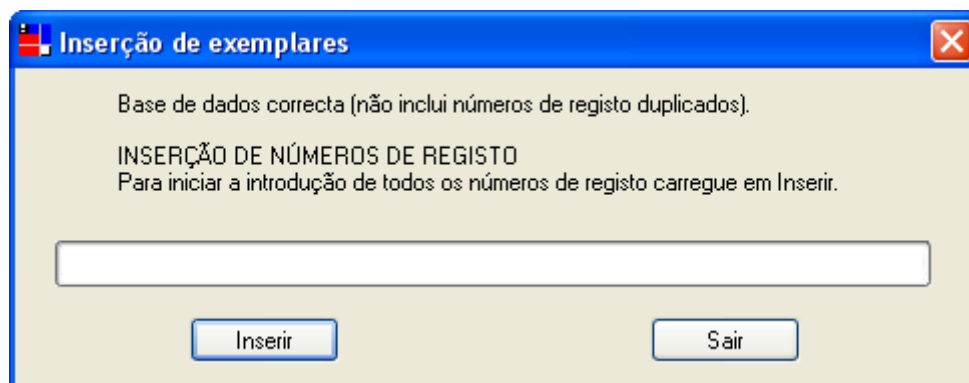 Inserção de exemplares
Base de dados correcta (não inclui números de registo duplicados).
INSERÇÃO DE NÚMEROS DE REGISTO
Para iniciar a introdução de todos os números de registo carregue em Inserir.
Inserir
Sair